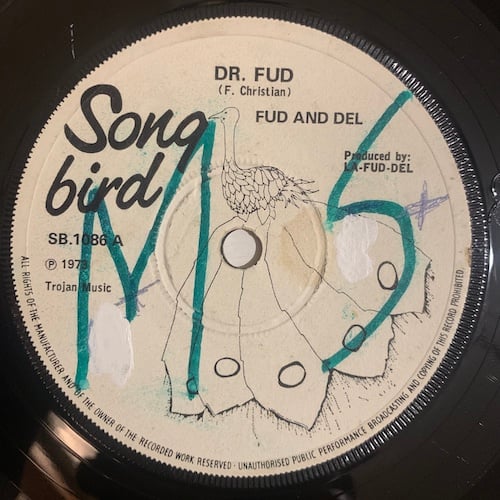 DR. FUD
(F. Christian)
FUD AND DEL
Song
bird
Produced by:
LA-FUD-DEL
SB.1086 A
℗ 1973
Trojan Music
MS
ALL RIGHTS OF THE MANUFACTURER AND OF THE OWNER OF THE RECORDED WORK RESERVED · UNAUTHORISED PUBLIC PERFORMANCE BROADCASTING AND COPYING OF THIS RECORD PROHIBITED.